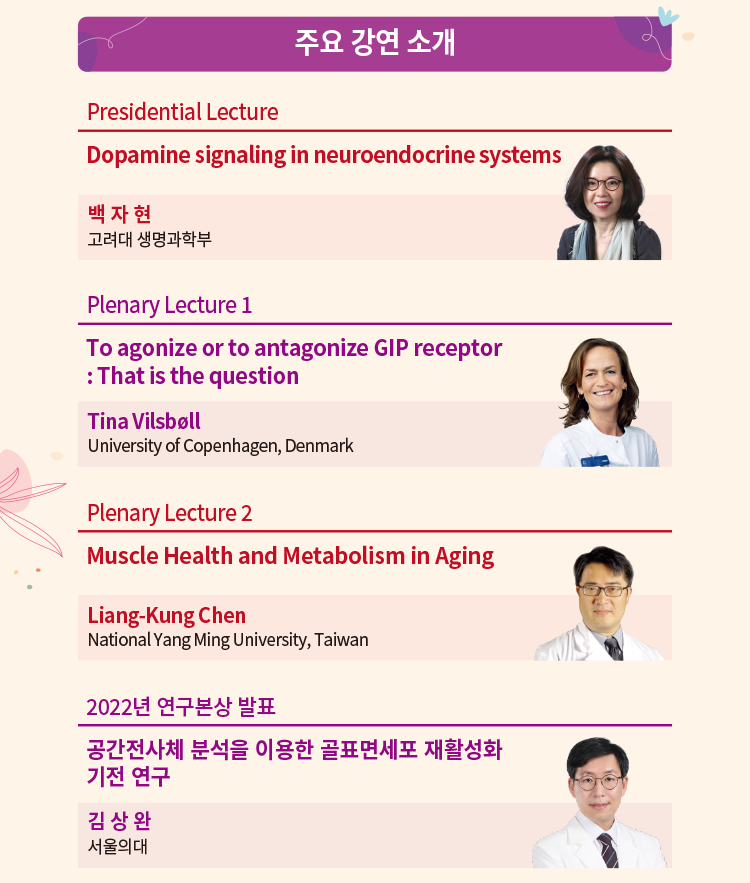 주요 강연 소개
Presidential Lecture
Dopamine signaling in neuroendocrine systems
백 자 현
고려대 생명과학부
Plenary Lecture 1
To agonize or to antagonize GIP receptor
: That is the question
Tina Vilsbøll
University of Copenhagen, Denmark
Plenary Lecture 2
Muscle Health and Metabolism in Aging
Liang-Kung Chen
National Yang Ming University, Taiwan
2022년 연구본상 발표
공간전사체 분석을 이용한 골표면세포 재활성화
기전 연구
김 상 완
서울의대